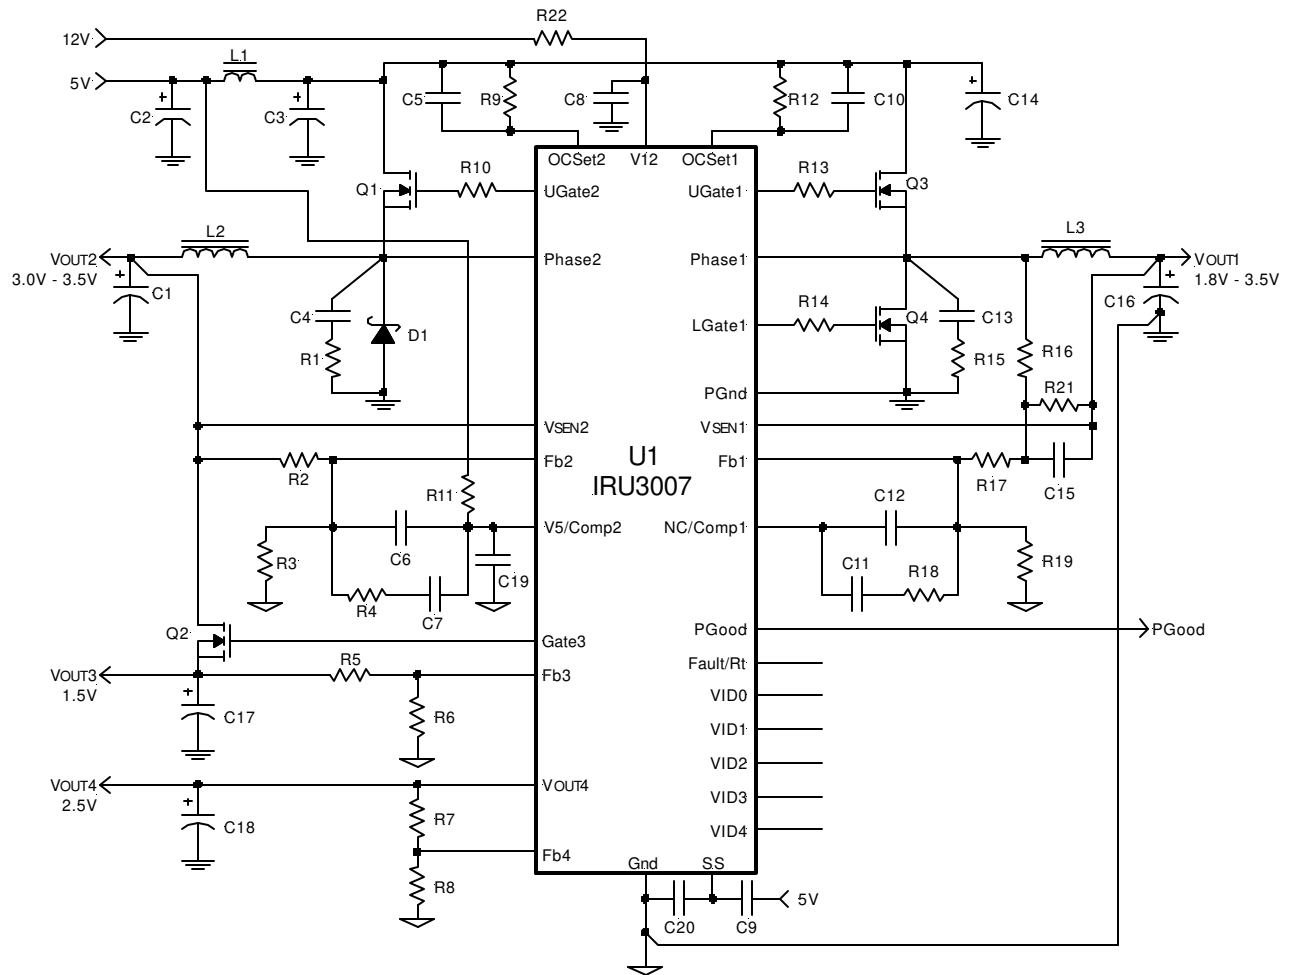 R22
12V
L1
5V
C2
C3
C5
R9
C8
R12
C10
C14
OCSet2
V12
OCSet1
Q1
R10
UGate2
UGate1
R13
Q3
L2
L3
VOUT2
3.0V - 3.5V
Phase2
Phase1
VOUT1
1.8V - 3.5V
C1
C4
R1
D1
LGate1
R14
Q4
C13
R15
C16
R16
R21
PGnd
VSEN2
VSEN1
U1
IRU3007
Fb2
Fb1
R2
R11
R17
C15
V5/Comp2
NC/Comp1
C12
R3
C6
C19
R4
C7
C11
R18
R19
Q2
Gate3
PGood
PGood
VOUT3
1.5V
R5
Fb3
Fault/Rt
C17
R6
VID0
VID1
VID2
VOUT4
2.5V
VOUT4
VID3
C18
R7
VID4
Fb4
Gnd
SS
R8
C20
C9
5V
+
+
+
+
+
+
+